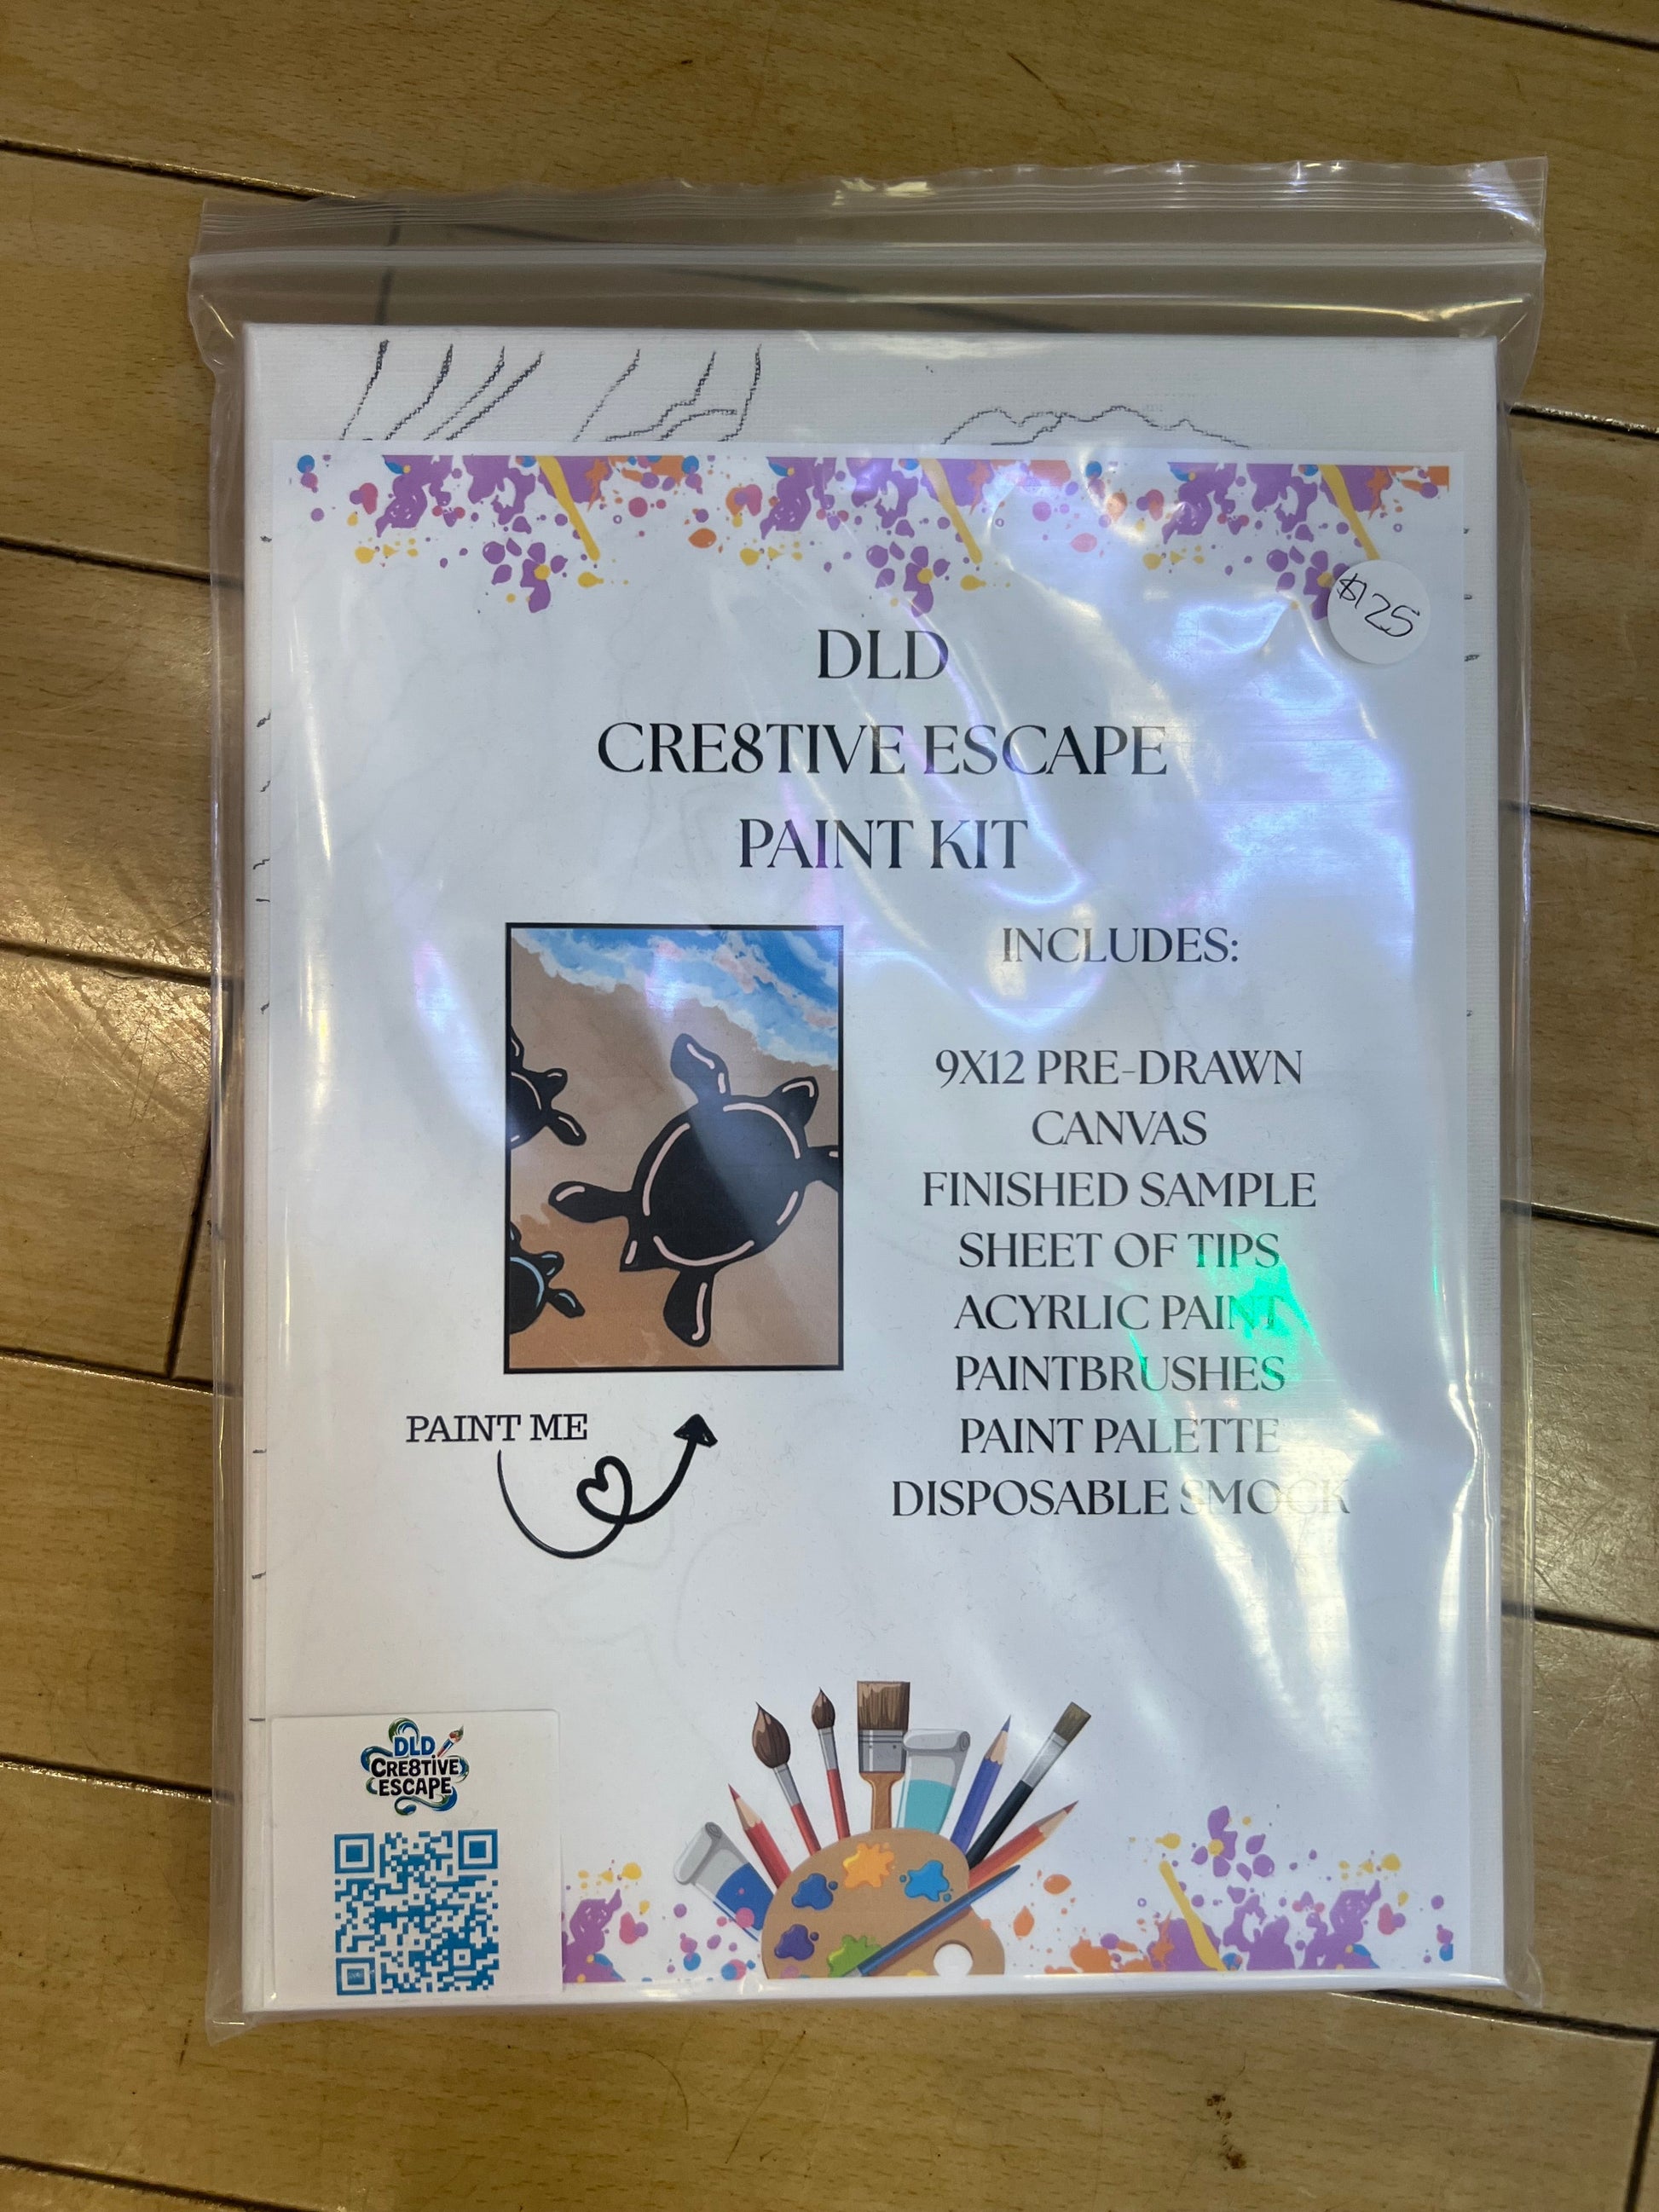 $125
DLD
CRE8TIVE ESCAPE
PAINT KIT
INCLUDES:
9X12 PRE-DRAWN
CANVAS
FINISHED SAMPLE
SHEET OF TIPS
ACYRLIC PAINT
PAINTBRUSHES
PAINT PALETTE
DISPOSABLE SMOCK
PAINT ME
DLD
CRE8TIVE
ESCAPE